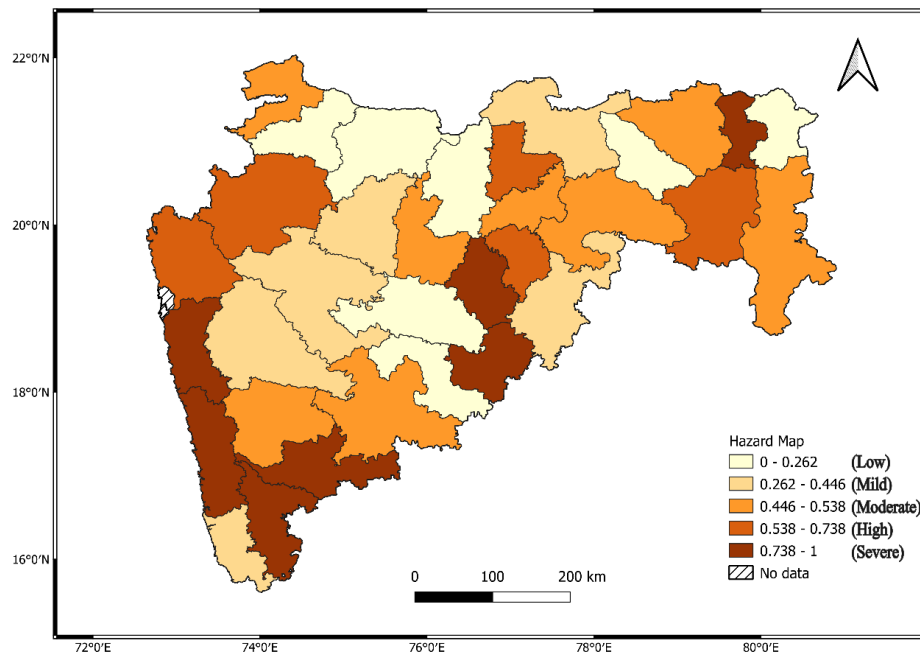 22°0'N
20°0'N
18°0'N
16°0'N
Hazard Map
0 - 0.262 (Low)
0.262 - 0.446 (Mild)
0.446 - 0.538 (Moderate)
0.538 - 0.738 (High)
0.738 - 1 (Severe)
No data
0 100 200 km
72°0'E 74°0'E 76°0'E 78°0'E 80°0'E